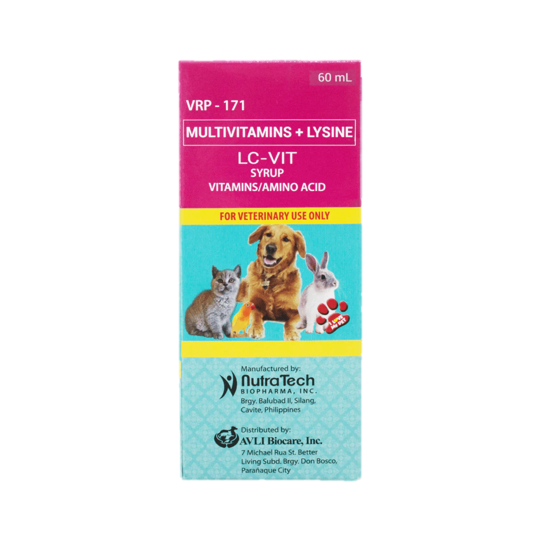 60 mL
VRP - 171
MULTIVITAMINS + LYSINE
LC-VIT
SYRUP
VITAMINS/AMINO ACID
FOR VETERINARY USE ONLY
Manufactured by:
NutraTech
BIOPHARMA, INC.
Brgy. Balubad II, Silang,
Cavite, Philippines
Distributed by:
AVLI Biocare, Inc.
7 Michael Rua St. Better
Living Subd., Brgy. Don Bosco,
Parañaque City